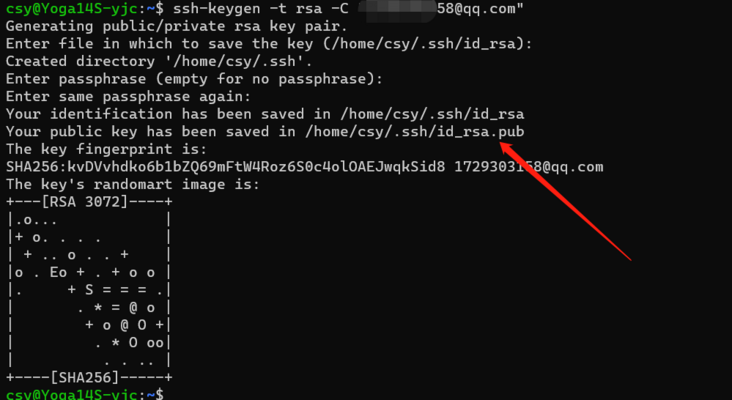 csy@Yoga14S-yjc:~$ ssh-keygen -t rsa -C 58@qq.com"
Generating public/private rsa key pair.
Enter file in which to save the key (/home/csy/.ssh/id_rsa):
Created directory '/home/csy/.ssh'.
Enter passphrase (empty for no passphrase):
Enter same passphrase again:
Your identification has been saved in /home/csy/.ssh/id_rsa
Your public key has been saved in /home/csy/.ssh/id_rsa.pub
The key fingerprint is:
SHA256:kvDVvhdko6b1bZQ69mFtW4Roz6S0c4olOAEJwqkSid8 1729303158@qq.com
The key's randomart image is:
+---[RSA 3072]----+
|.o...            |
|+ o. . . .       |
| + .. o . . +    |
|o . Eo + . + o o |
|.     + S = = = .|
|       . * = @ o |
|        + o @ O +|
|         . * O oo|
|          . . .. |
+----[SHA256]-----+
csy@Yoga14S-yjc:~$